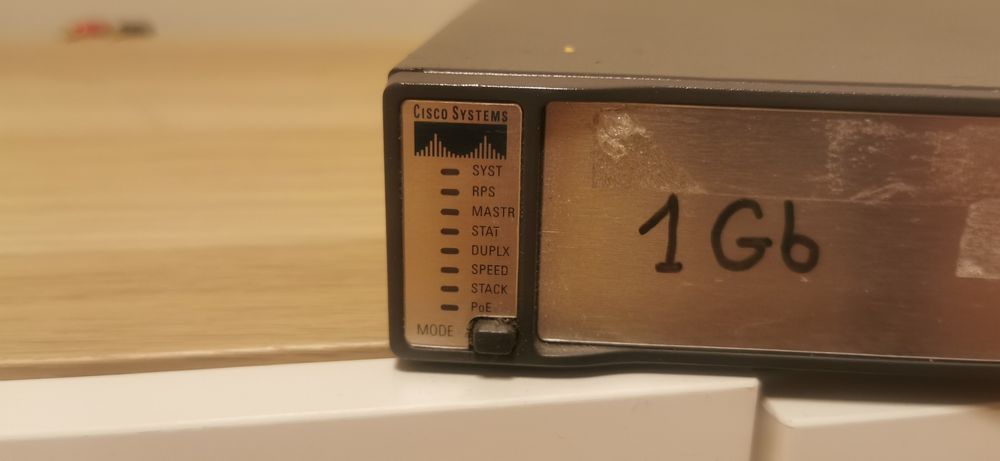 CISCO SYSTEMS
SYST
RPS
MASTR
STAT
DUPLX
SPEED
STACK
PoE
MODE
1Gb